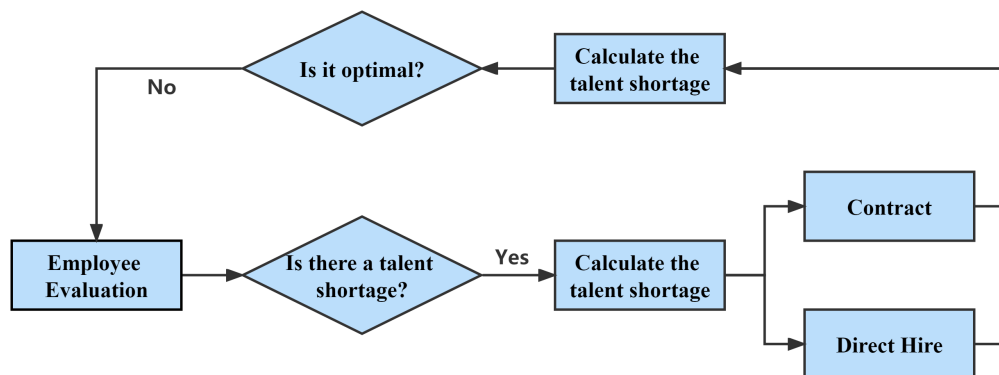 Is it optimal?
Calculate the
talent shortage
No
Contract
Employee
Evaluation
Is there a talent
shortage?
Yes
Calculate the
talent shortage
Direct Hire